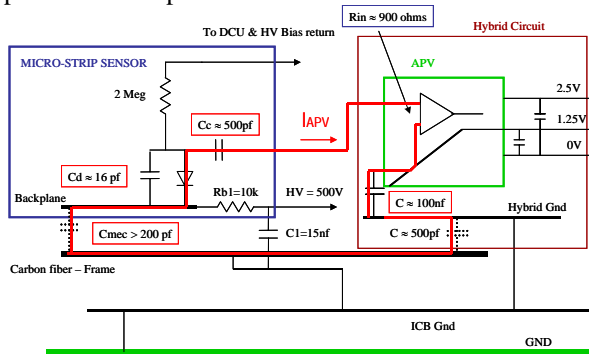 Rin ≈ 900 ohms
Hybrid Circuit
To DCU & HV Bias return
MICRO-STRIP SENSOR
APV
2 Meg
2.5V
Cc ≈ 500pf
IAPV
1.25V
0V
Cd ≈ 16 pf
Backplane
Rb1=10k
HV = 500V
C ≈ 100nf
Hybrid Gnd
Cmec > 200 pf
C1=15nf
C ≈ 500pf
Carbon fiber – Frame
ICB Gnd
GND